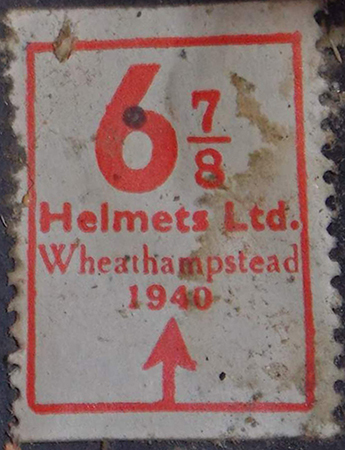 6 7/8
Helmets Ltd.
Wheathampstead
1940